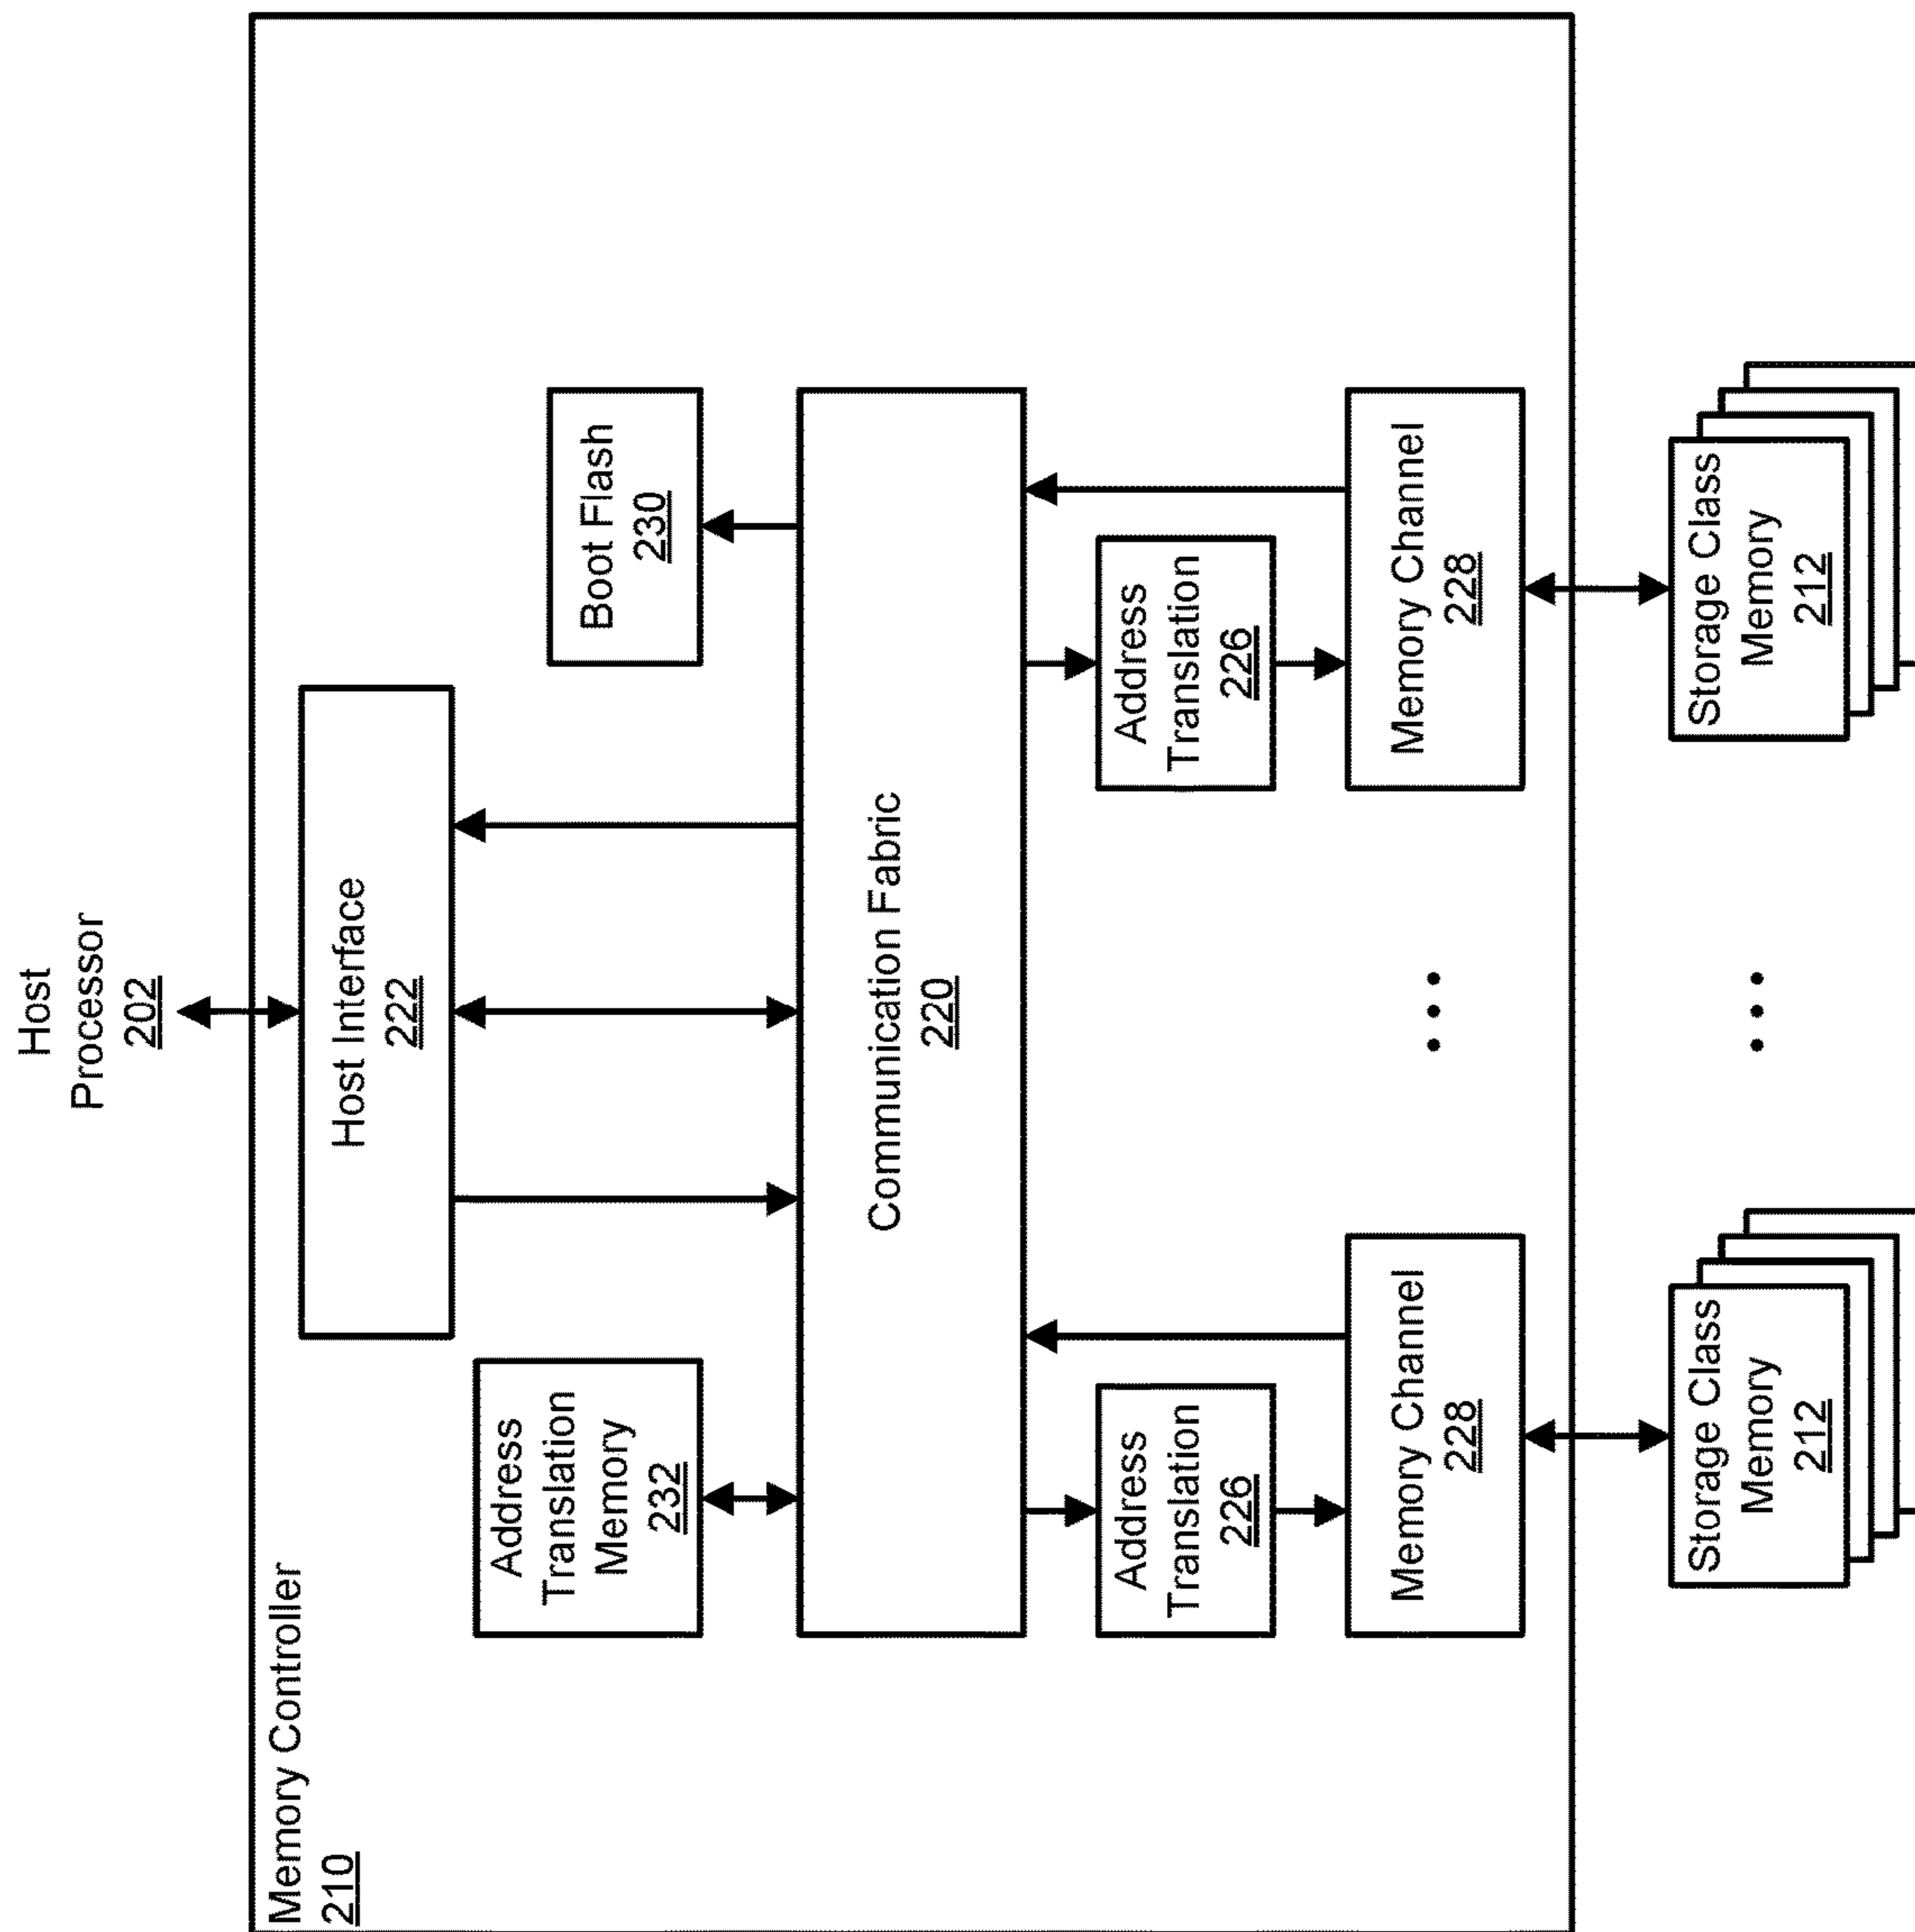 Host
Processor
202
Memory Controller
210
Host Interface
222
Address
Translation
Memory
232
Boot Flash
230
Communication Fabric
220
Address
Translation
226
Address
Translation
226
Memory Channel
228
Memory Channel
228
Storage Class
Memory
212
Storage Class
Memory
212